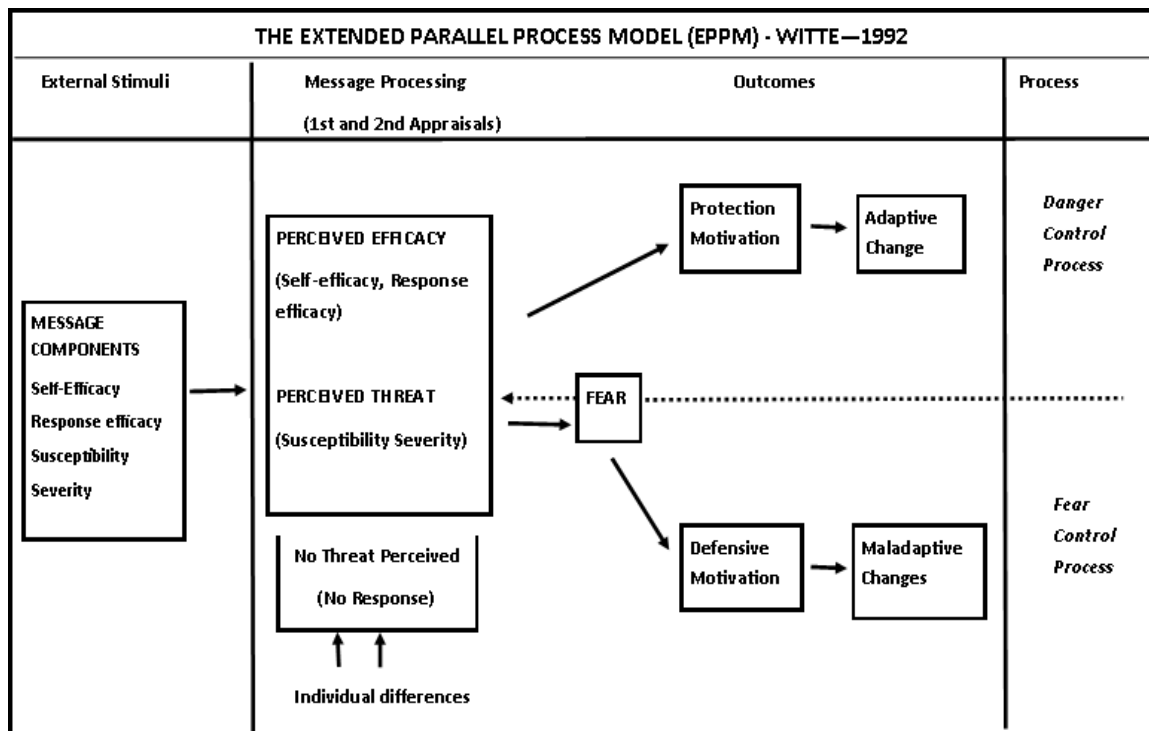 THE EXTENDED PARALLEL PROCESS MODEL (EPPM) - WITTE—1992
External Stimuli
Message Processing
(1st and 2nd Appraisals)
Outcomes
Process
MESSAGE
COMPONENTS
Self-Efficacy
Response efficacy
Susceptibility
Severity
PERCEIVED EFFICACY
(Self-efficacy, Response
efficacy)
PERCEIVED THREAT
(Susceptibility Severity)
No Threat Perceived
(No Response)
Individual differences
FEAR
Protection
Motivation
Adaptive
Change
Defensive
Motivation
Maladaptive
Changes
Danger
Control
Process
Fear
Control
Process